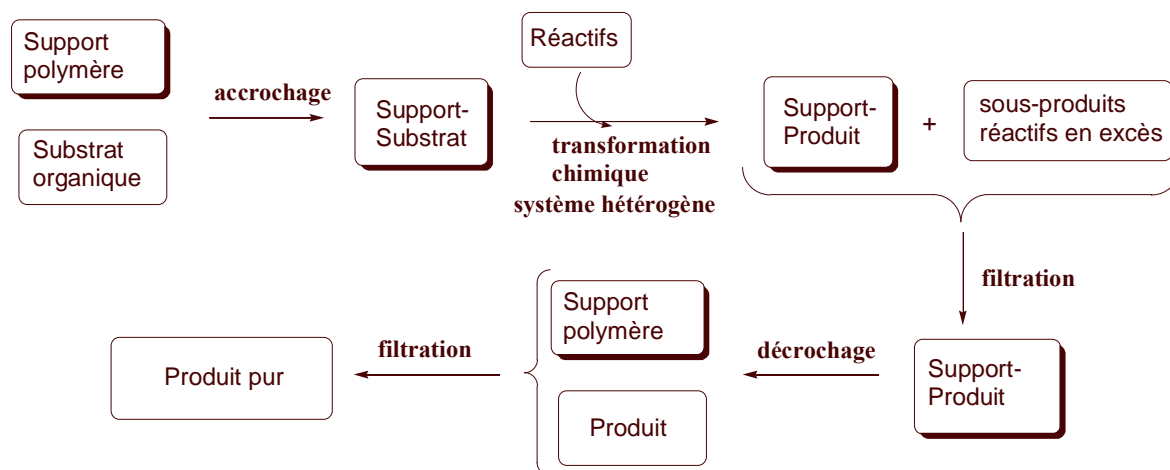 Support
polymère
Substrat
organique
accrochage
Support-
Substrat
Réactifs
transformation
chimique
système hétérogène
Support-
Produit
+
sous-produits
réactifs en excès
filtration
Support-
Produit
décrochage
Support
polymère
Produit
filtration
Produit pur